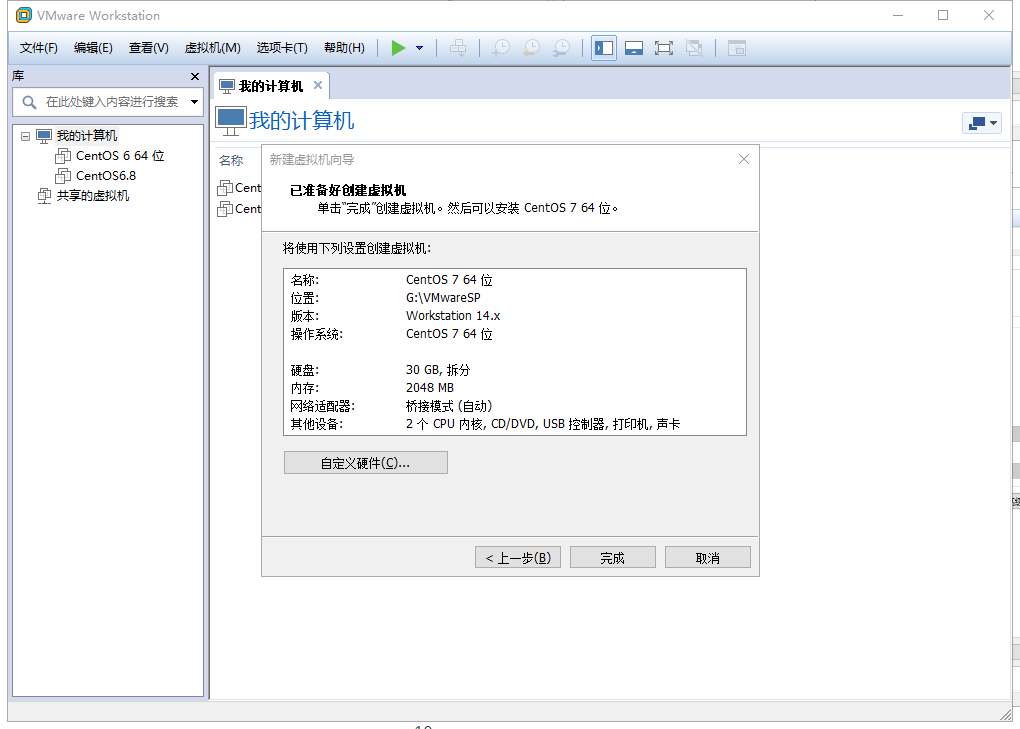 VMware Workstation
文件(F) 编辑(E) 查看(V) 虚拟机(M) 选项卡(T) 帮助(H)
库
在此处键入内容进行搜索
我的计算机
CentOS 6 64 位
CentOS6.8
共享的虚拟机
我的计算机
我的计算机
名称
Cent
Cent
新建虚拟机向导
已准备好创建虚拟机
单击“完成”创建虚拟机。然后可以安装 CentOS 7 64 位。
将使用下列设置创建虚拟机:
名称: CentOS 7 64 位
位置: G:\VMwareSP
版本: Workstation 14.x
操作系统: CentOS 7 64 位
硬盘: 30 GB, 拆分
内存: 2048 MB
网络适配器: 桥接模式 (自动)
其他设备: 2 个 CPU 内核, CD/DVD, USB 控制器, 打印机, 声卡
自定义硬件(C)...
< 上一步(B) 完成 取消